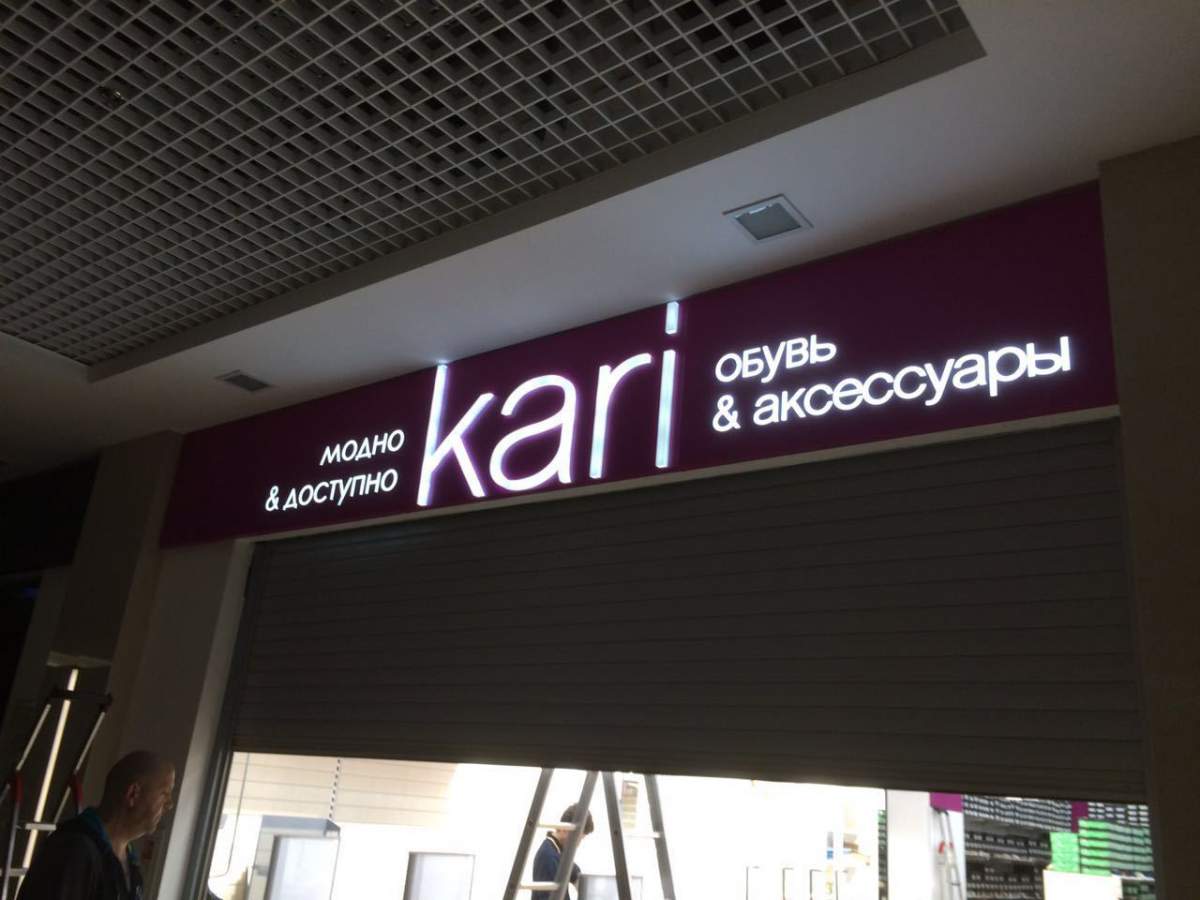 модно
& доступно
kari
обувь
& аксессуары